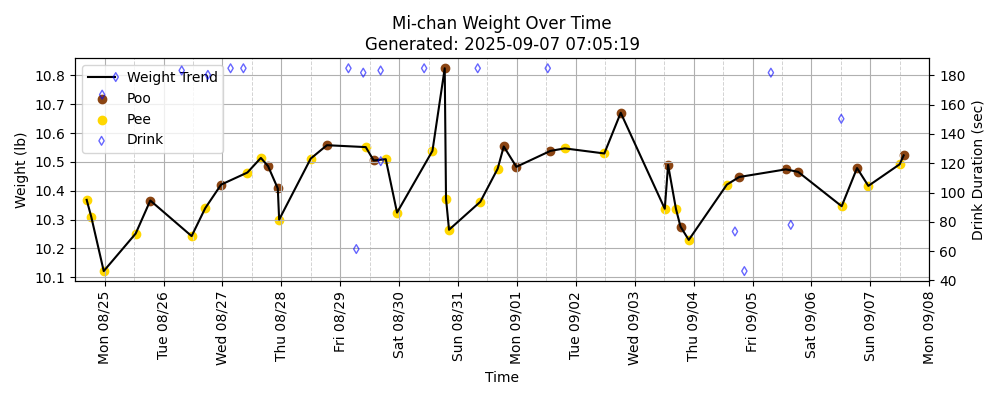 Mi-chan Weight Over Time
Generated: 2025-09-07 07:05:19
Weight (lb)
10.8
10.7
10.6
10.5
10.4
10.3
10.2
10.1
Weight Trend
Poo
Pee
Drink
180
160
140
120
100
80
60
40
Drink Duration (sec)
Mon 08/25
Tue 08/26
Wed 08/27
Thu 08/28
Fri 08/29
Sat 08/30
Sun 08/31
Mon 09/01
Tue 09/02
Wed 09/03
Thu 09/04
Fri 09/05
Sat 09/06
Sun 09/07
Mon 09/08
Time